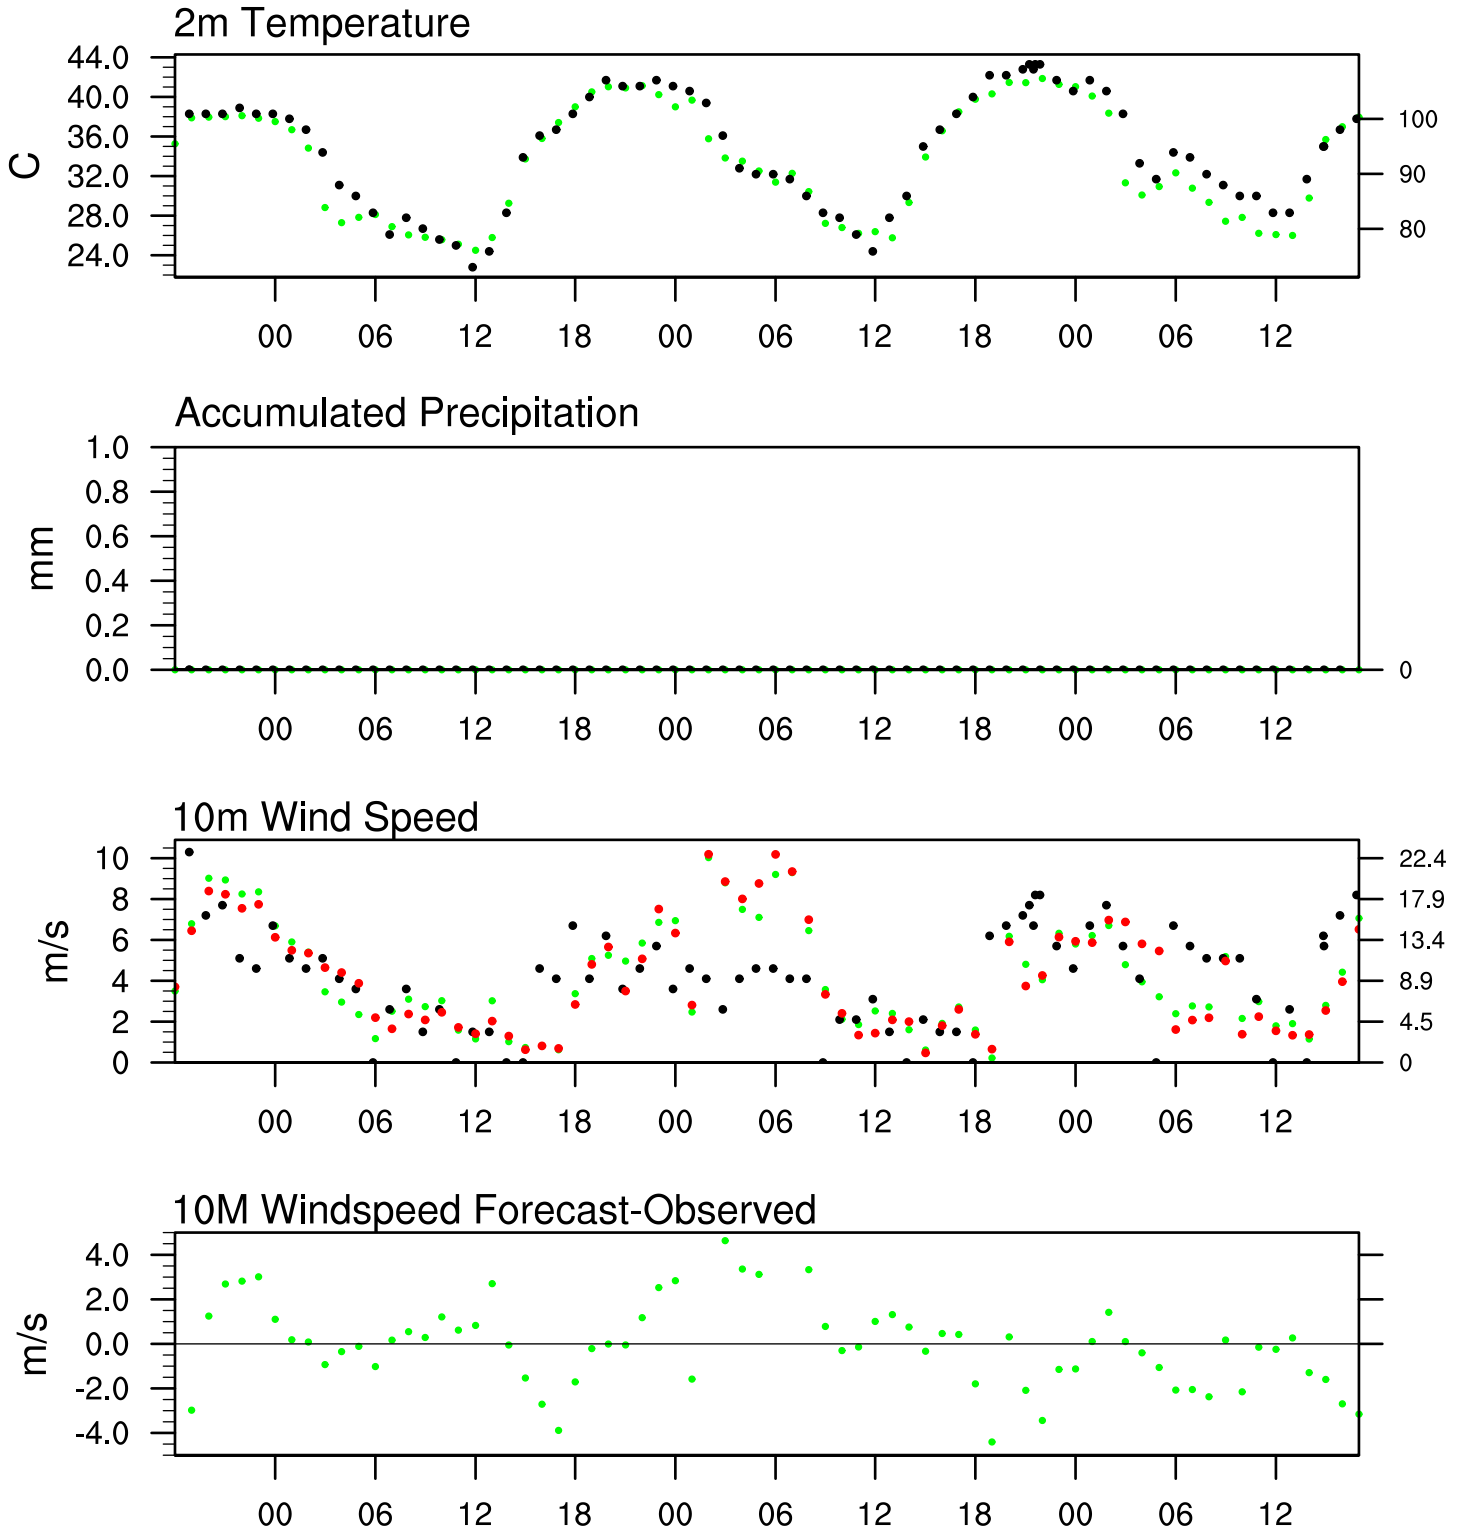 2m Temperature
44.0
40.0
36.0
32.0
28.0
24.0
C
100
90
80
00 06 12 18 00 06 12 18 00 06 12
Accumulated Precipitation
1.0
0.8
0.6
0.4
0.2
0.0
mm
0
00 06 12 18 00 06 12 18 00 06 12
10m Wind Speed
10
8
6
4
2
0
m/s
22.4
17.9
13.4
8.9
4.5
0
00 06 12 18 00 06 12 18 00 06 12
10M Windspeed Forecast-Observed
4.0
2.0
0.0
-2.0
-4.0
m/s
00 06 12 18 00 06 12 18 00 06 12